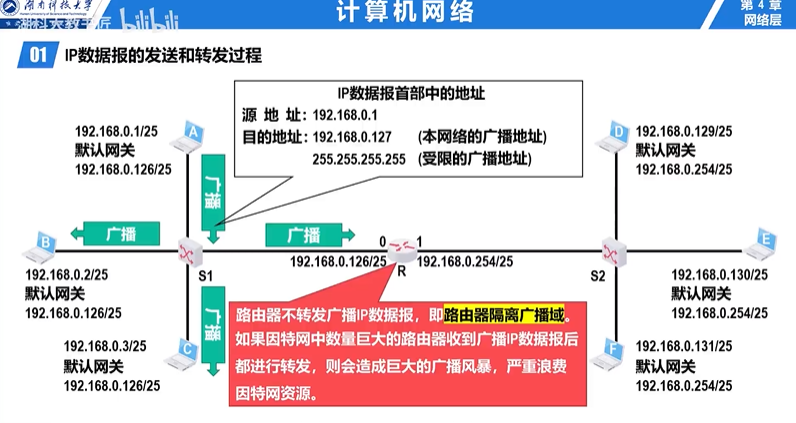 湖南科技大学
Hunan University of Science and Technology
bilibili
计算机网络
第 4 章
网络层
01 IP数据报的发送和转发过程
IP数据报首部中的地址
源 地 址: 192.168.0.1
目的地址: 192.168.0.127 (本网络的广播地址)
255.255.255.255 (受限的广播地址)
192.168.0.1/25
默认网关
192.168.0.126/25
A
广播
B
192.168.0.2/25
默认网关
192.168.0.126/25
广播
S1
广播
广播
192.168.0.3/25
默认网关
192.168.0.126/25
C
0
1
192.168.0.126/25
R
192.168.0.254/25
路由器不转发广播IP数据报，即路由器隔离广播域。
如果因特网中数量巨大的路由器收到广播IP数据报后
都进行转发，则会造成巨大的广播风暴，严重浪费
因特网资源。
D
192.168.0.129/25
默认网关
192.168.0.254/25
S2
E
192.168.0.130/25
默认网关
192.168.0.254/25
F
192.168.0.131/25
默认网关
192.168.0.254/25